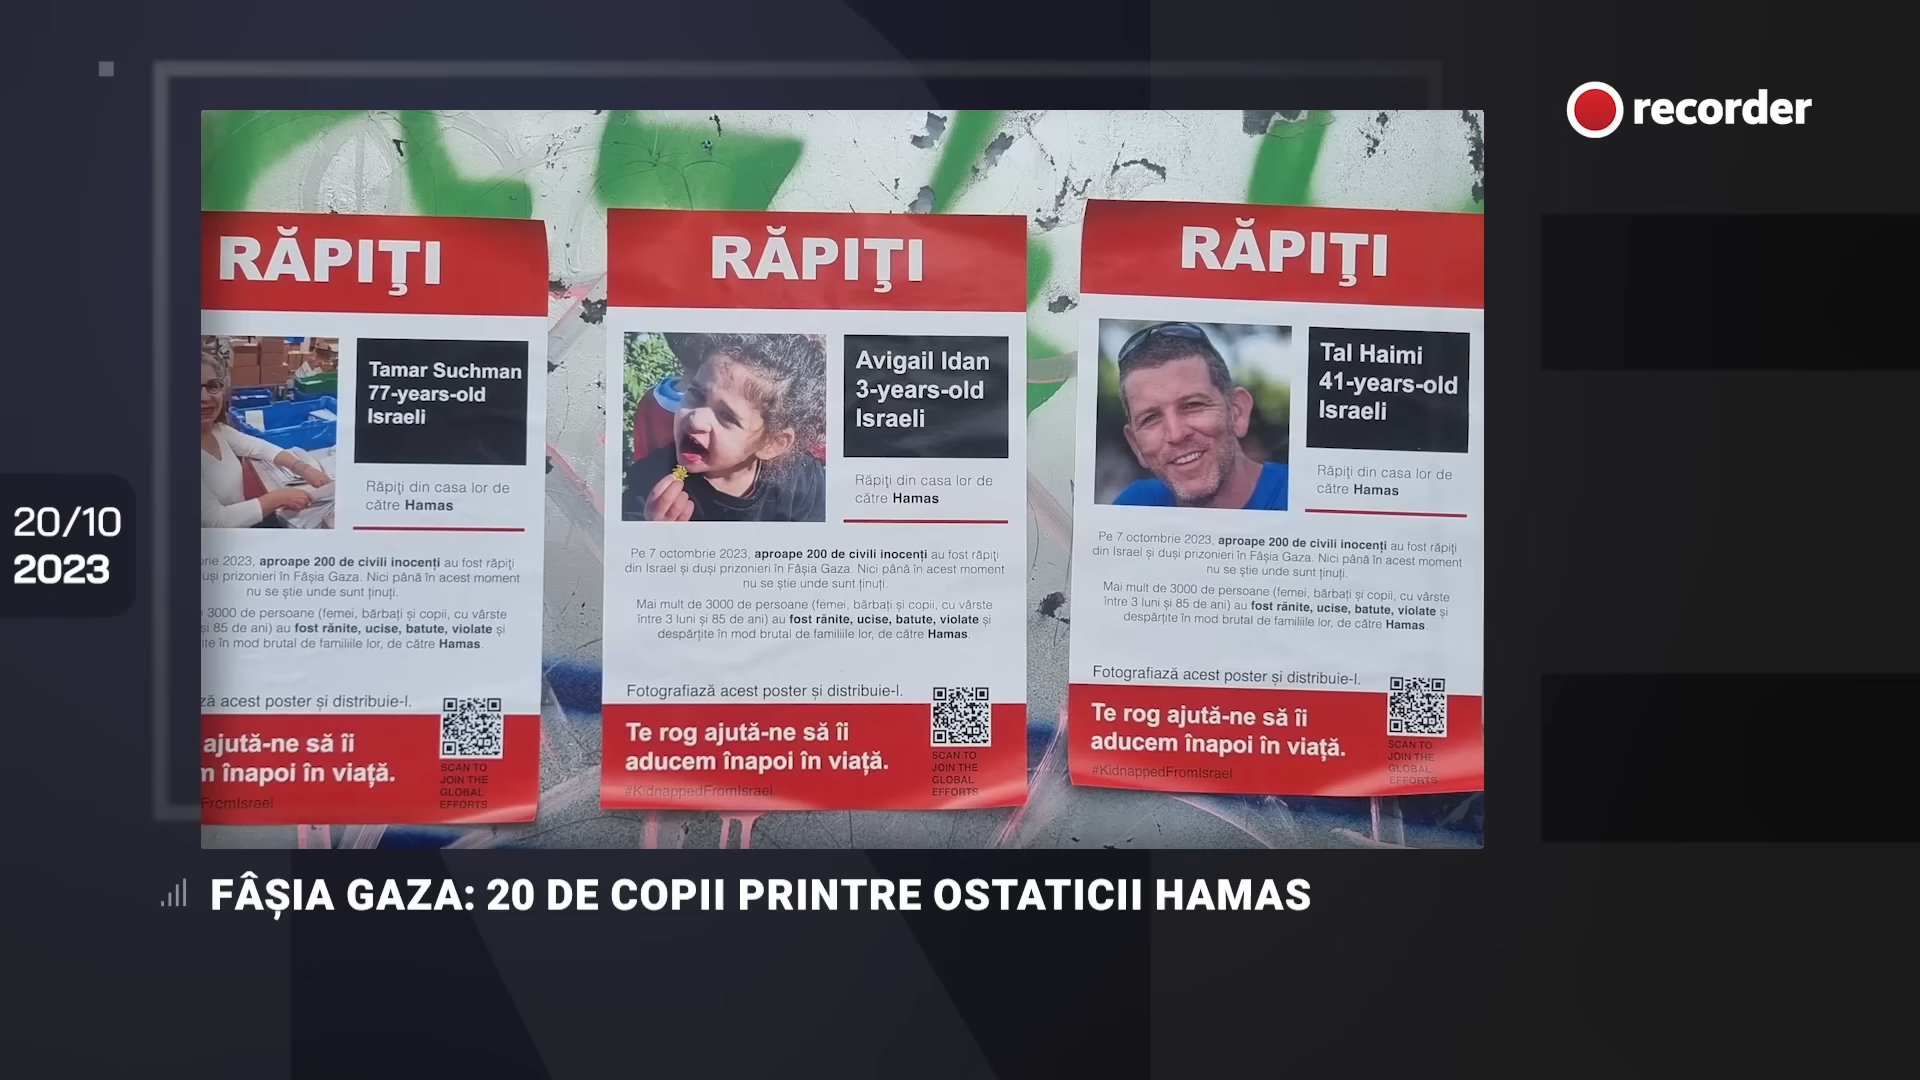 recorder
20/10
2023
RĂPIŢI
Tamar Suchman
77-years-old
Israeli
Răpiţi din casa lor de
către Hamas
2023, aproape 200 de civili inocenți au fost răpiţi
prizonieri în Fâşia Gaza. Nici până în acest moment
nu se știe unde sunt ţinuţi.
3000 de persoane (femei, bărbați și copii, cu vârste
și 85 de ani) au fost rănite, ucise, batute, violate și
în mod brutal de familiile lor, de către Hamas.
acest poster și distribuie-l.
ajută-ne să îi
înapoi în viață.
FromIsrael
SCAN TO
JOIN THE
GLOBAL
EFFORTS
RĂPIŢI
Avigail Idan
3-years-old
Israeli
Răpiţi din casa lor de
către Hamas
Pe 7 octombrie 2023, aproape 200 de civili inocenți au fost răpiţi
din Israel și duși prizonieri în Fâşia Gaza. Nici până în acest moment
nu se știe unde sunt ţinuţi.
Mai mult de 3000 de persoane (femei, bărbați și copii, cu vârste
între 3 luni și 85 de ani) au fost rănite, ucise, batute, violate și
despărțite în mod brutal de familiile lor, de către Hamas.
Fotografiază acest poster și distribuie-l.
Te rog ajută-ne să îi
aducem înapoi în viață.
#KidnappedFromIsrael
SCAN TO
JOIN THE
GLOBAL
EFFORTS
RĂPIŢI
Tal Haimi
41-years-old
Israeli
Răpiţi din casa lor de
către Hamas
Pe 7 octombrie 2023, aproape 200 de civili inocenți au fost răpiţi
din Israel și duși prizonieri în Fâşia Gaza. Nici până în acest moment
nu se știe unde sunt ţinuţi.
Mai mult de 3000 de persoane (femei, bărbați și copii, cu vârste
între 3 luni și 85 de ani) au fost rănite, ucise, batute, violate și
despărțite în mod brutal de familiile lor, de către Hamas.
Fotografiază acest poster și distribuie-l.
Te rog ajută-ne să îi
aducem înapoi în viață.
#KidnappedFromIsrael
SCAN TO
JOIN THE
GLOBAL
EFFORTS
FÂȘIA GAZA: 20 DE COPII PRINTRE OSTATICII HAMAS